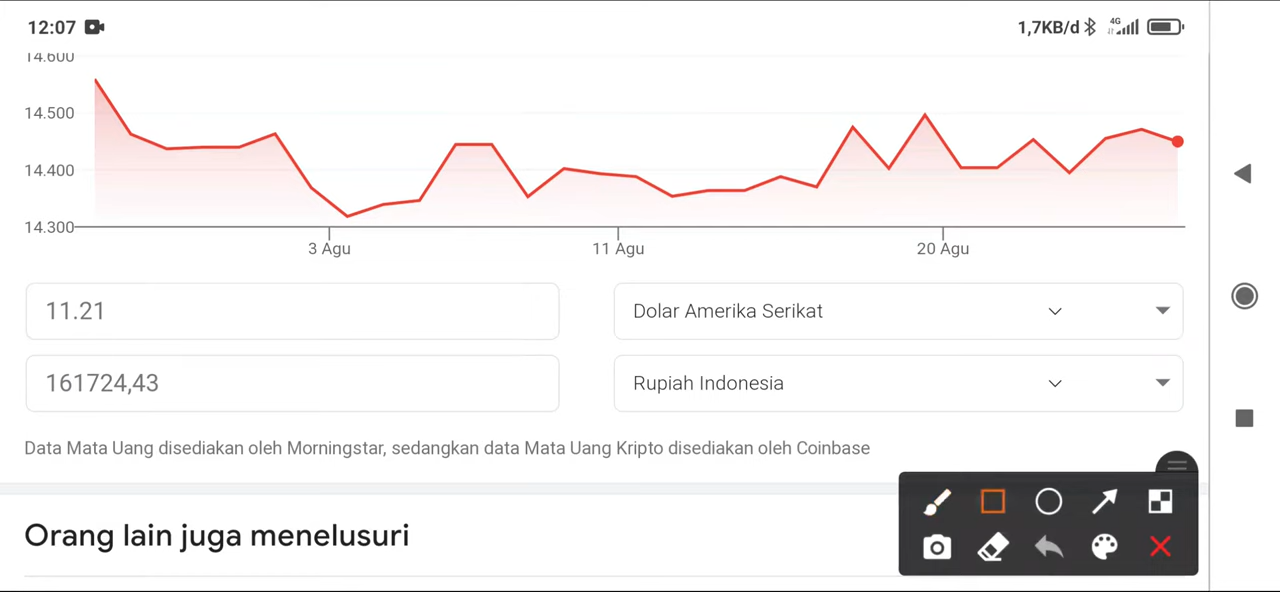 12:07 1,7KB/d 4G
14.600
14.500
14.400
14.300
3 Agu 11 Agu 20 Agu
11.21 Dolar Amerika Serikat
161724,43 Rupiah Indonesia
Data Mata Uang disediakan oleh Morningstar, sedangkan data Mata Uang Kripto disediakan oleh Coinbase
Orang lain juga menelusuri